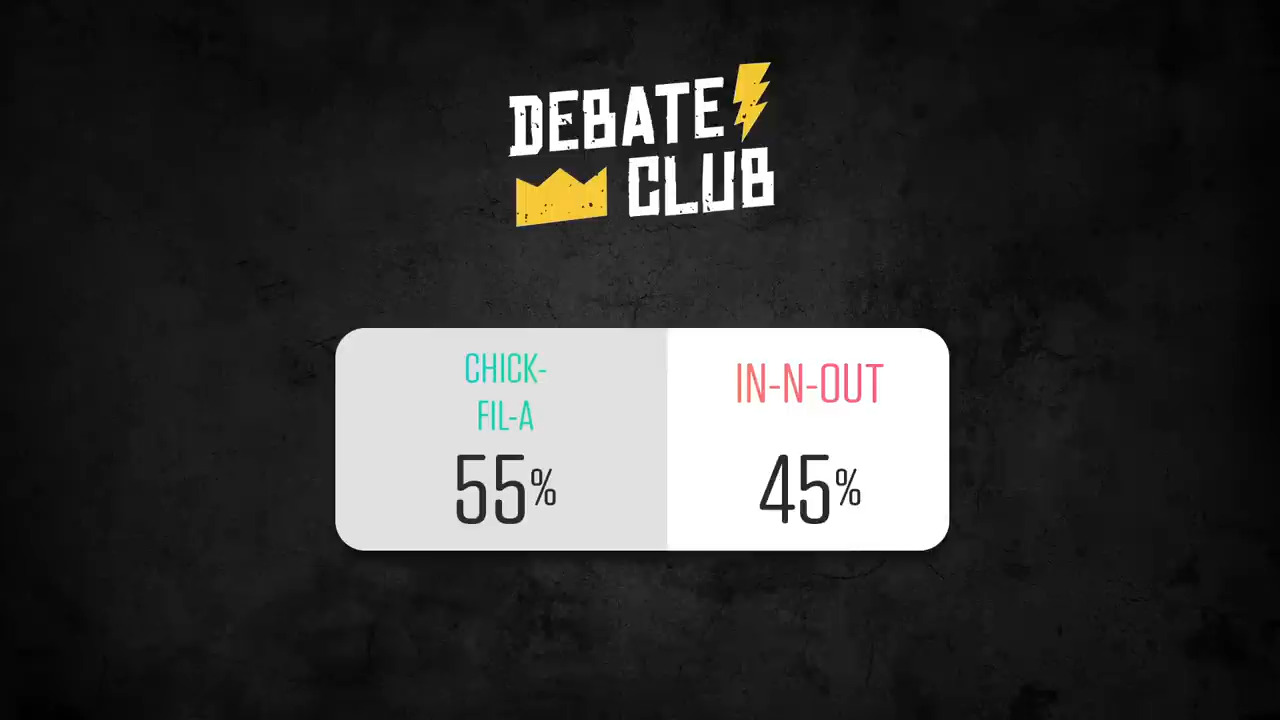 DEBATE
CLUB
CHICK-
FIL-A
IN-N-OUT
55%
45%